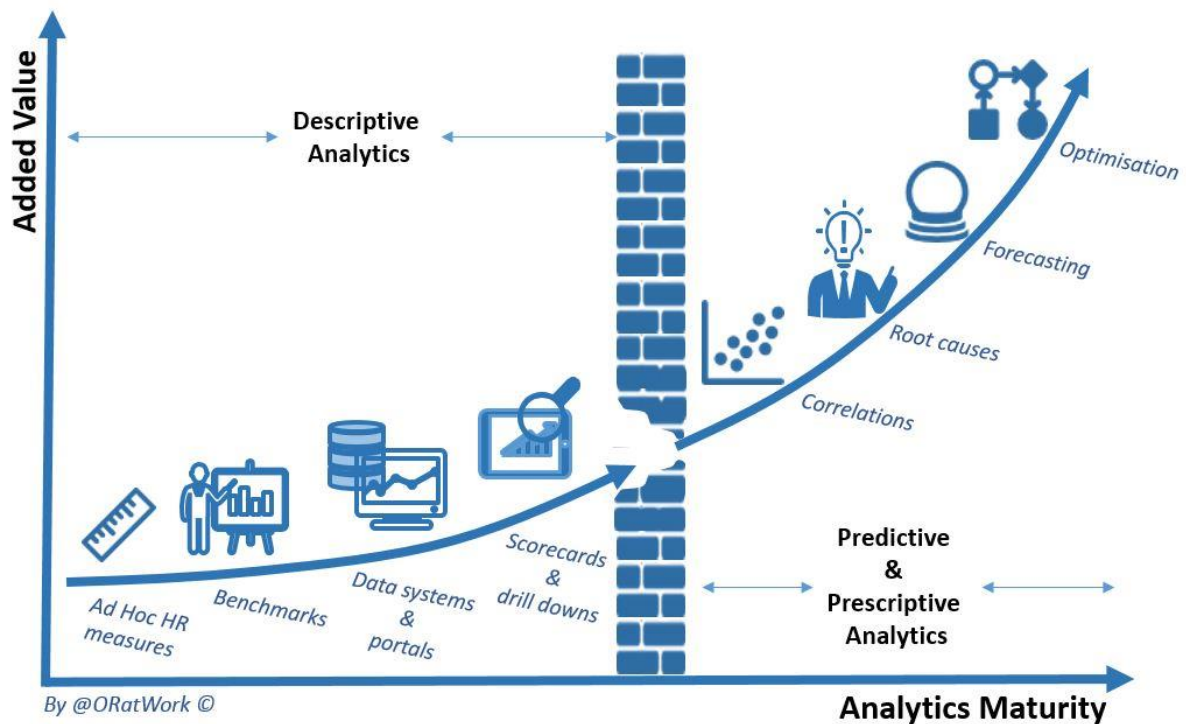 Added Value
Descriptive
Analytics
Optimisation
Forecasting
Root causes
Correlations
Scorecards
&
drill downs
Data systems
&
portals
Benchmarks
Ad Hoc HR
measures
Predictive
&
Prescriptive
Analytics
By @ORatWork ©
Analytics Maturity